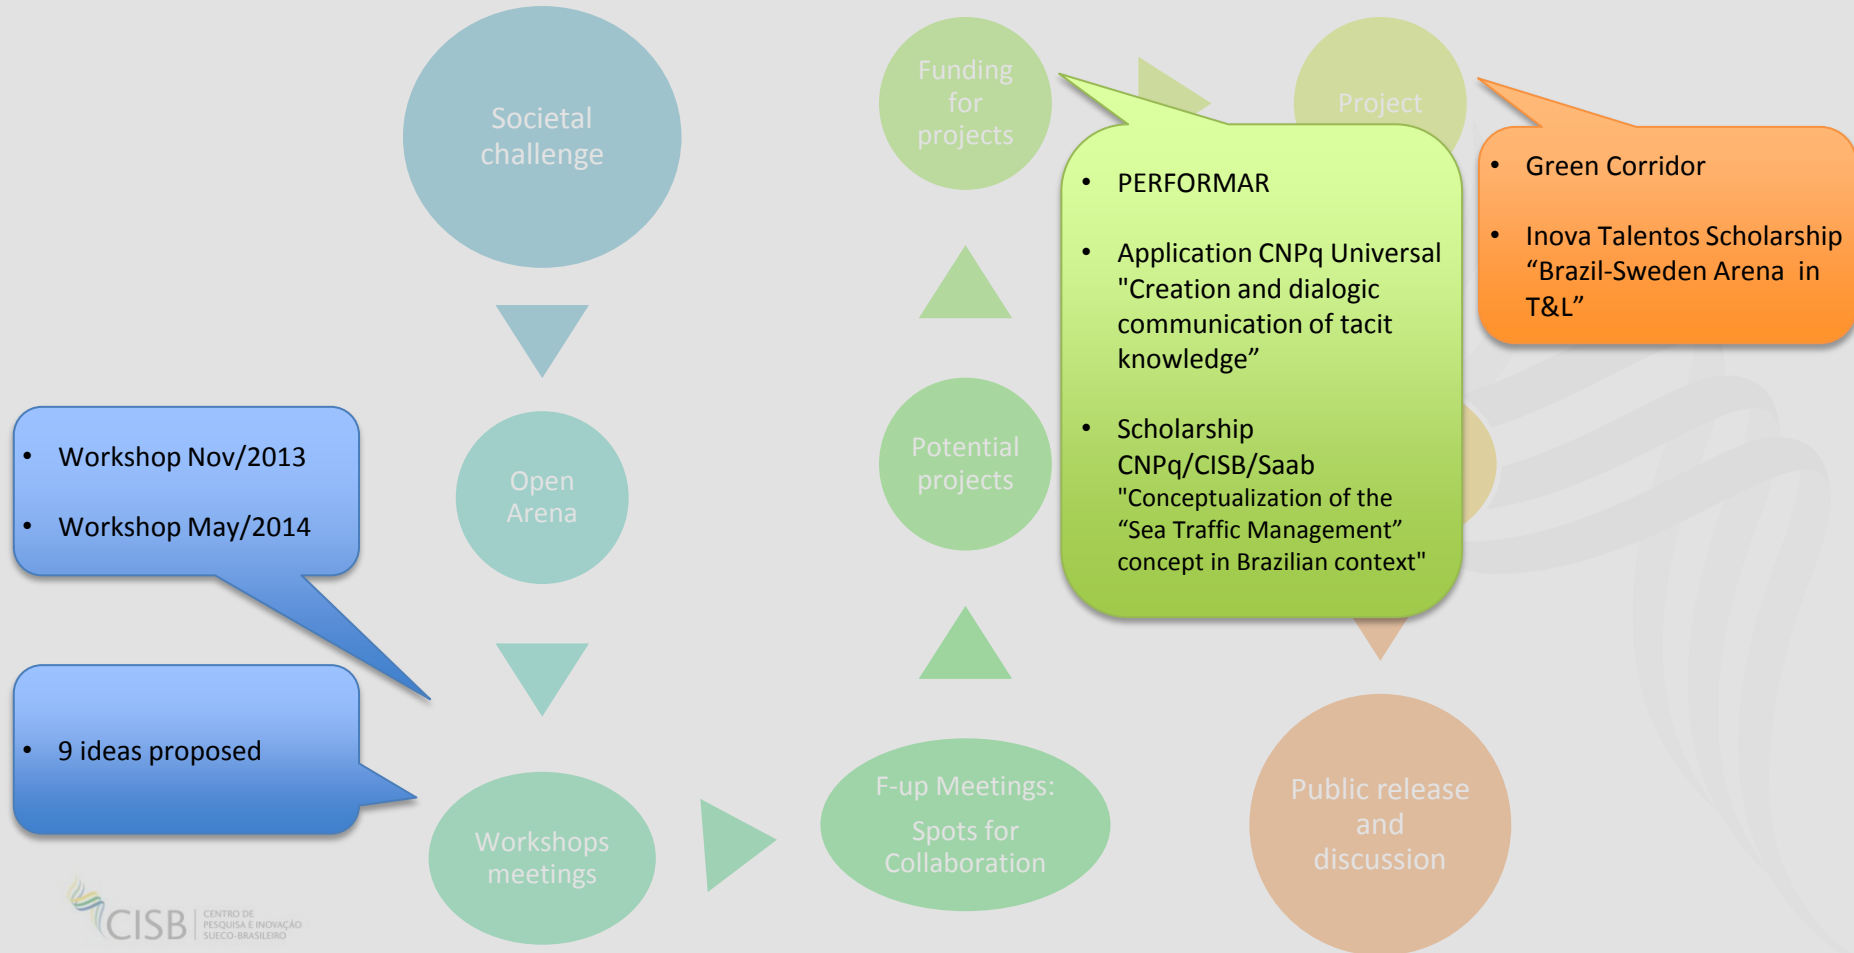 Societal
challenge
Open
Arena
• Workshop Nov/2013
• Workshop May/2014
• 9 ideas proposed
Workshops
meetings
F-up Meetings:
Spots for
Collaboration
Potential
projects
Funding
for
projects
• PERFORMAR
• Application CNPq Universal
"Creation and dialogic
communication of tacit
knowledge”
• Scholarship
CNPq/CISB/Saab
"Conceptualization of the
“Sea Traffic Management”
concept in Brazilian context"
Project
• Green Corridor
• Inova Talentos Scholarship
“Brazil-Sweden Arena in
T&L”
Public release
and
discussion
CISB
CENTRO DE
PESQUISA E INOVAÇÃO
SUECO-BRASILEIRO